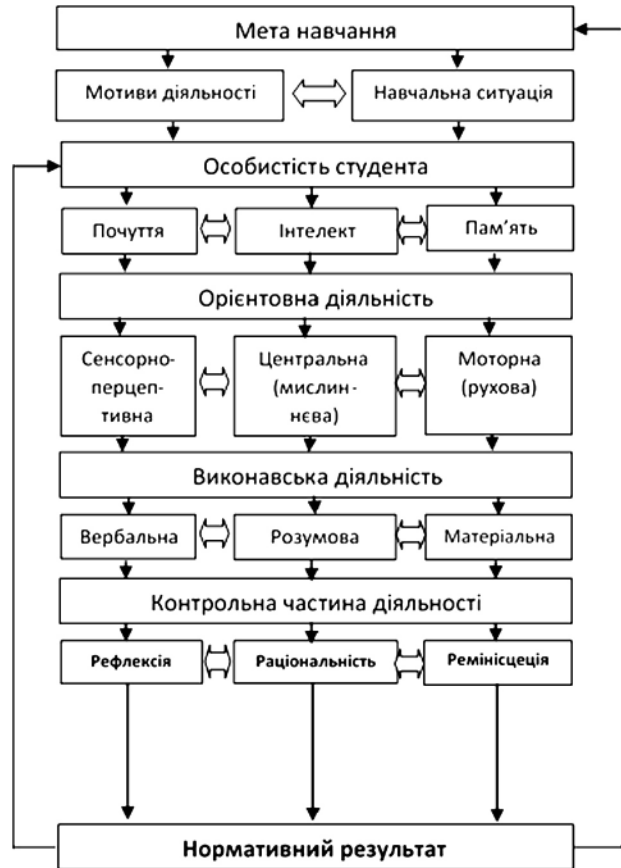 Мета навчання
Мотиви діяльності
Навчальна ситуація
Особистість студента
Почуття
Інтелект
Пам’ять
Орієнтовна діяльність
Сенсорно-
перцеп-
тивна
Центральна
(мислин-
нєва)
Моторна
(рухова)
Виконавська діяльність
Вербальна
Розумова
Матеріальна
Контрольна частина діяльності
Рефлексія
Раціональність
Ремінісцеція
Нормативний результат